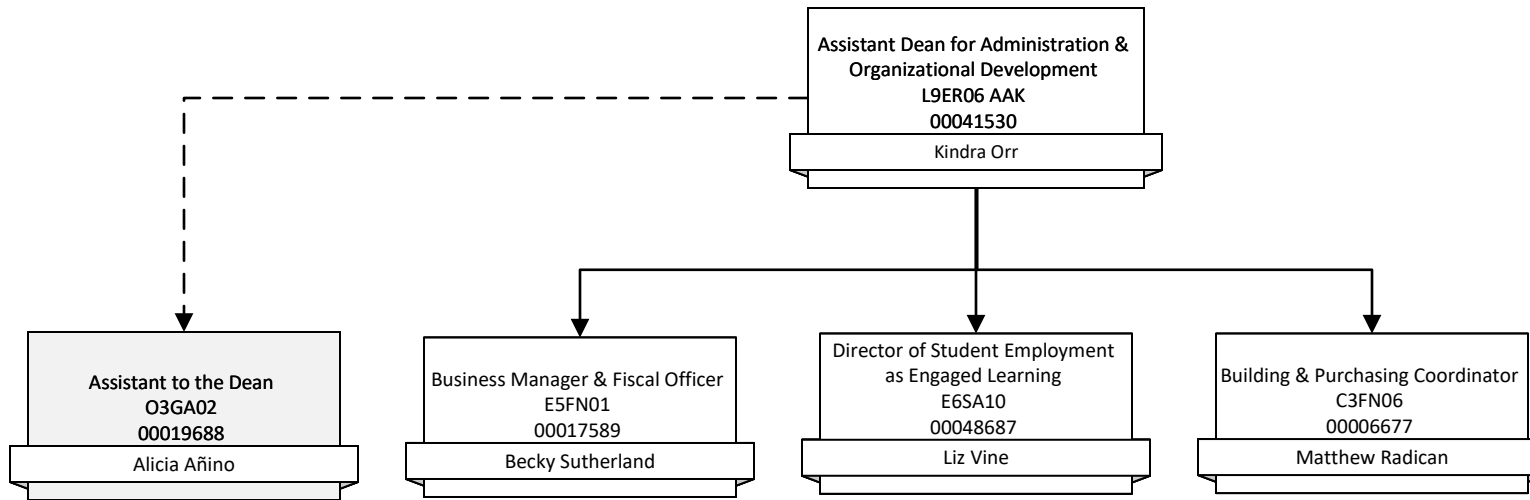 Assistant Dean for Administration &
Organizational Development
L9ER06 AAK
00041530
Kindra Orr
Assistant to the Dean
O3GA02
00019688
Alicia Añino
Business Manager & Fiscal Officer
E5FN01
00017589
Becky Sutherland
Director of Student Employment
as Engaged Learning
E6SA10
00048687
Liz Vine
Building & Purchasing Coordinator
C3FN06
00006677
Matthew Radican